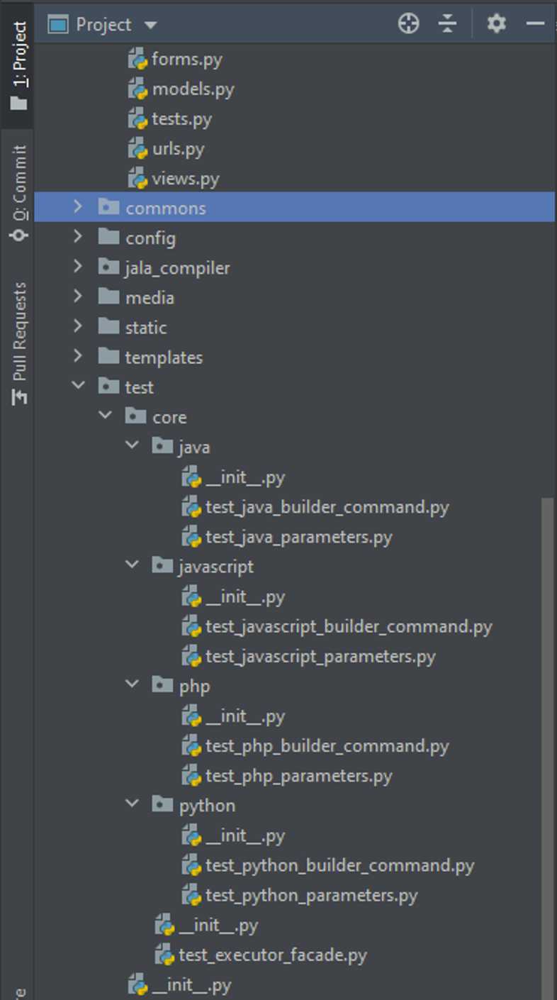 Project
1: Project
forms.py
models.py
tests.py
urls.py
views.py
0: Commit
commons
config
jala_compiler
media
Pull Requests
static
templates
test
core
java
__init__.py
test_java_builder_command.py
test_java_parameters.py
javascript
__init__.py
test_javascript_builder_command.py
test_javascript_parameters.py
php
__init__.py
test_php_builder_command.py
test_php_parameters.py
python
__init__.py
test_python_builder_command.py
test_python_parameters.py
__init__.py
test_executor_facade.py
__init__.py
re